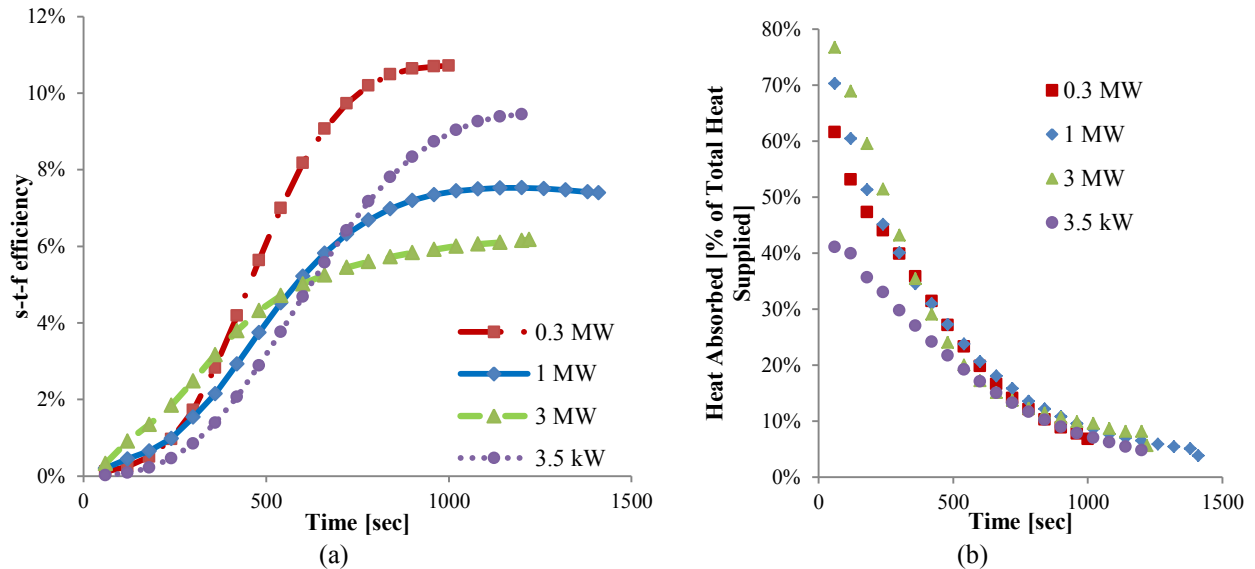 12%
10%
8%
6%
4%
2%
0%
s-t-f efficiency
0.3 MW
1 MW
3 MW
3.5 kW
0
500
1000
1500
Time [sec]
(a)
80%
70%
60%
50%
40%
30%
20%
10%
0%
Heat Absorbed [% of Total Heat
Supplied]
0.3 MW
1 MW
3 MW
3.5 kW
0
500
1000
1500
Time [sec]
(b)